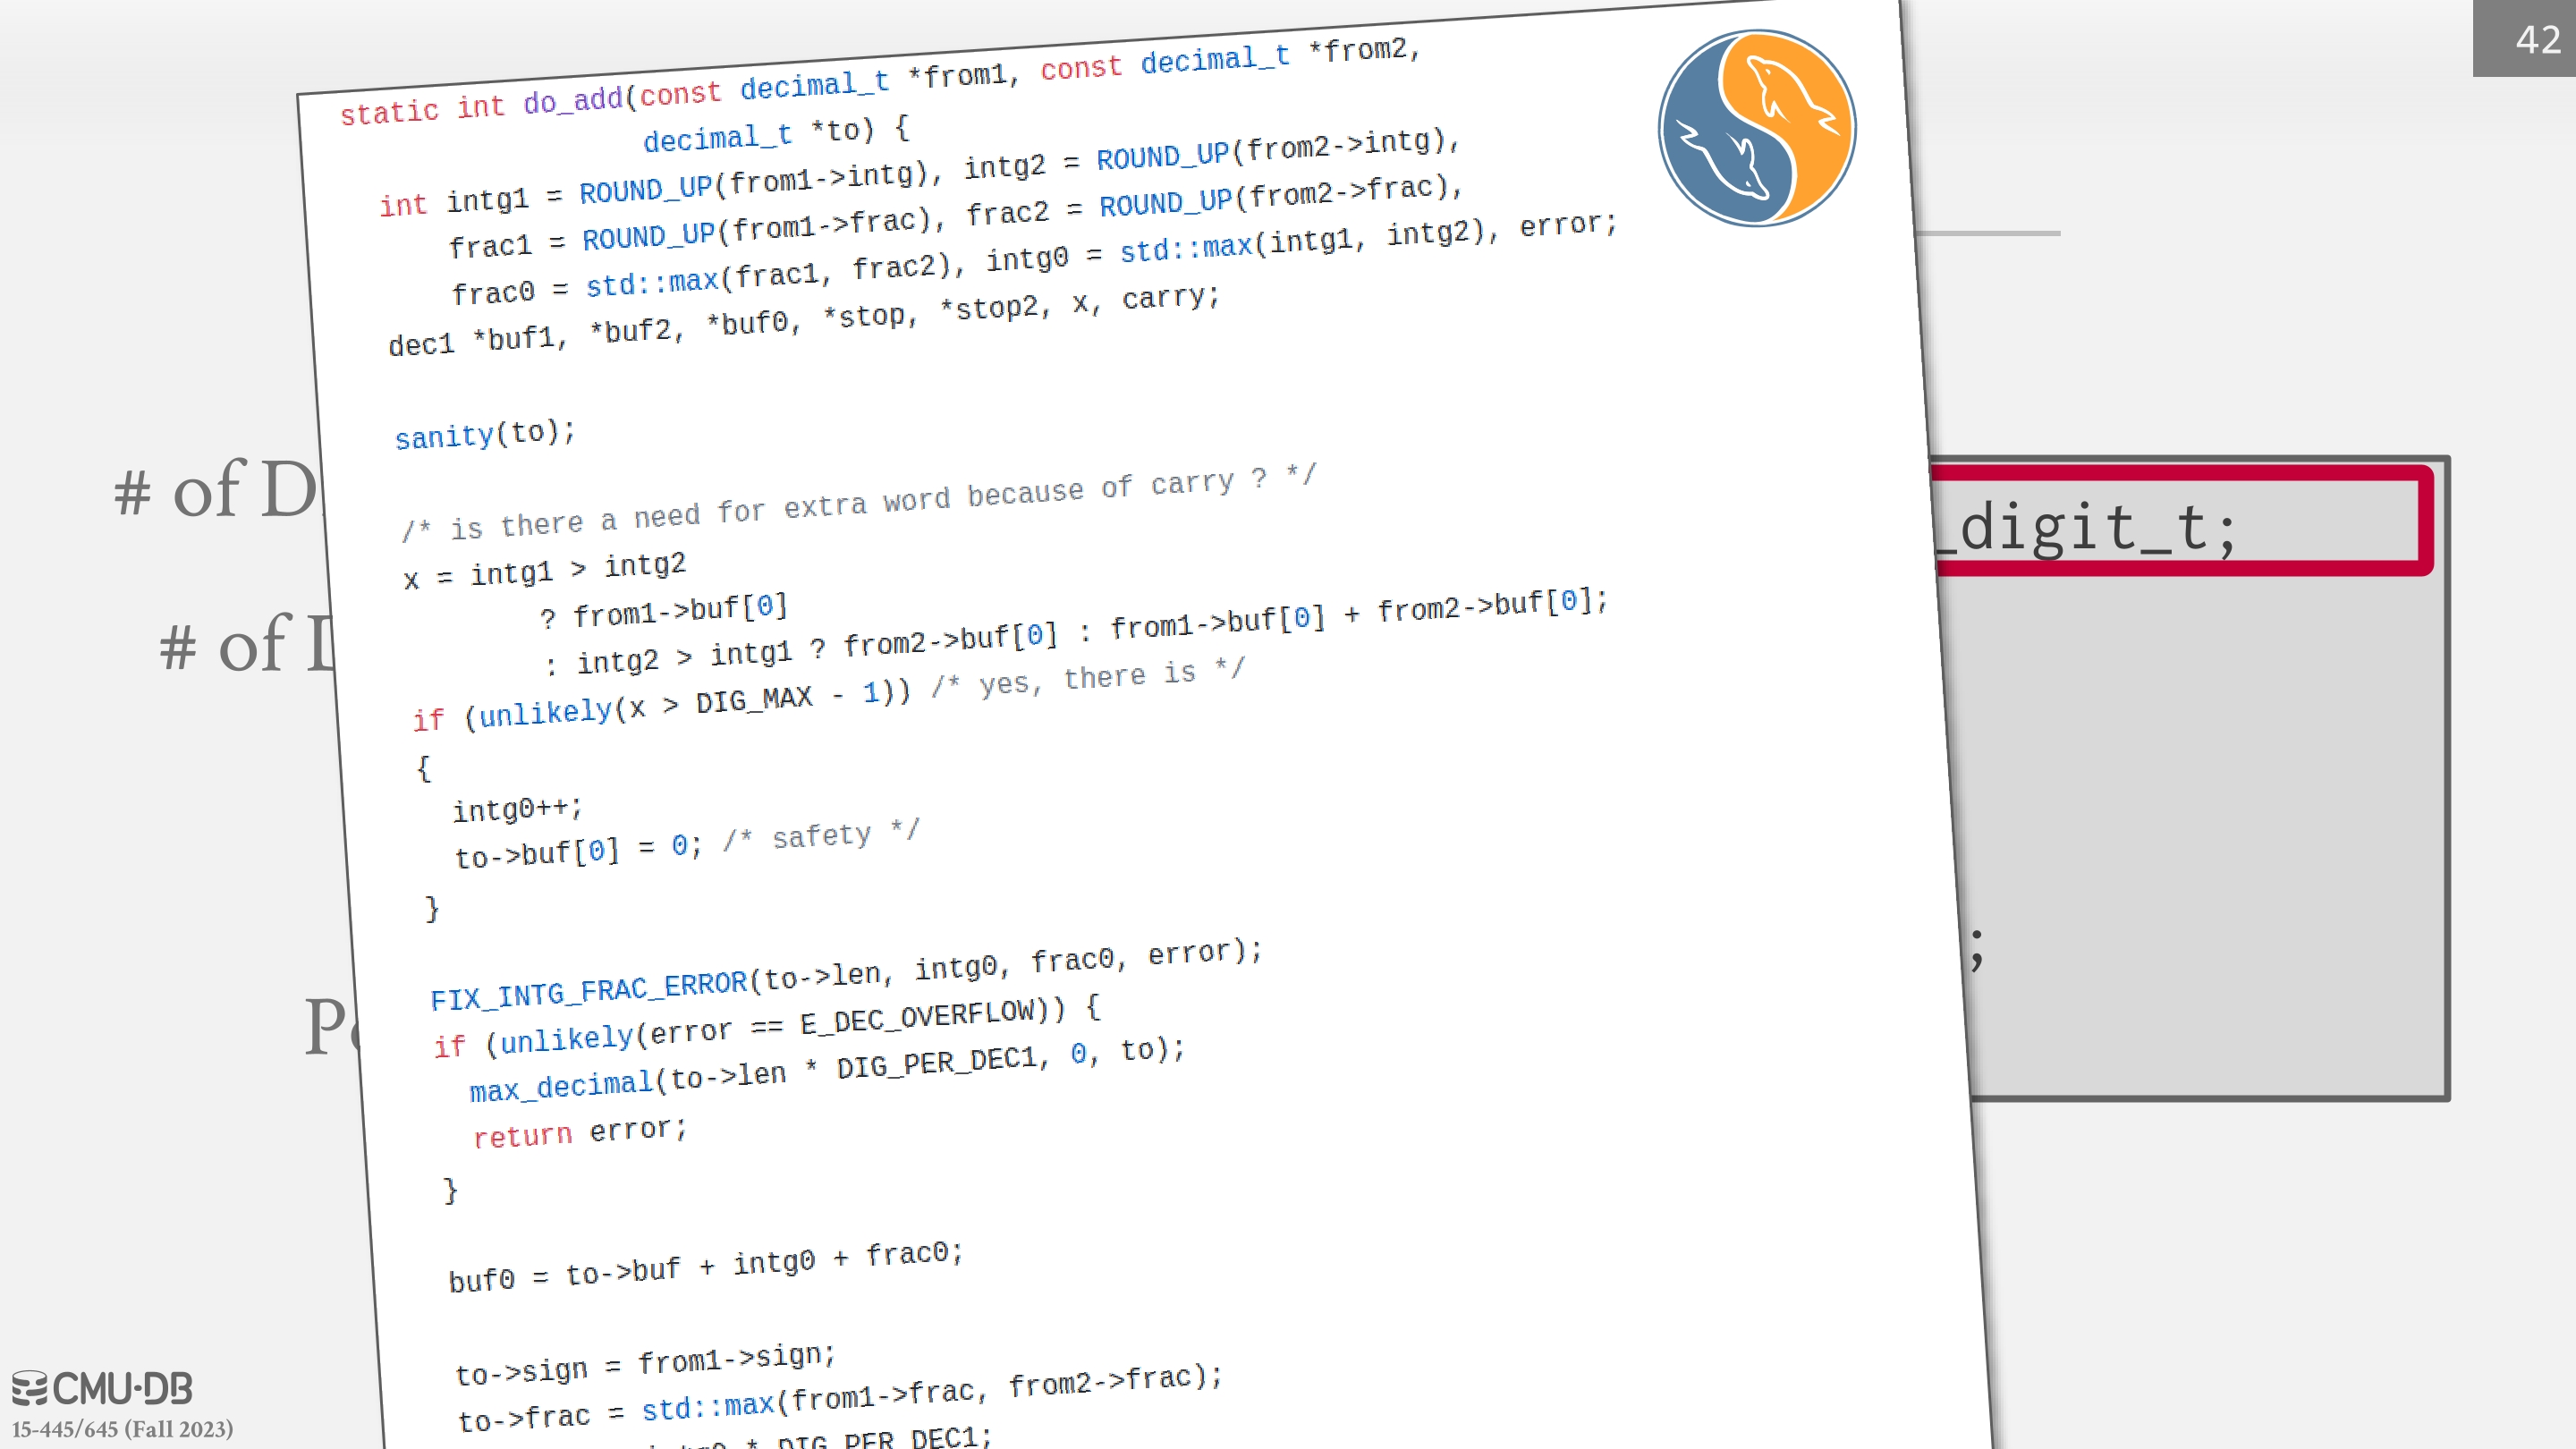 42
static int do_add(const decimal_t *from1, const decimal_t *from2,
decimal_t *to) {
int intg1 = ROUND_UP(from1->intg), intg2 = ROUND_UP(from2->intg),
frac1 = ROUND_UP(from1->frac), frac2 = ROUND_UP(from2->frac),
frac0 = std::max(frac1, frac2), intg0 = std::max(intg1, intg2), error;
dec1 *buf1, *buf2, *buf0, *stop, *stop2, x, carry;
sanity(to);
# of D
_digit_t;
/* is there a need for extra word because of carry ? */
x = intg1 > intg2
? from1->buf[0]
: intg2 > intg1 ? from2->buf[0] : from1->buf[0] + from2->buf[0];
# of
if (unlikely(x > DIG_MAX - 1)) /* yes, there is */
{
intg0++;
to->buf[0] = 0; /* safety */
}
;
FIX_INTG_FRAC_ERROR(to->len, intg0, frac0, error);
if (unlikely(error == E_DEC_OVERFLOW)) {
max_decimal(to->len * DIG_PER_DEC1, 0, to);
return error;
}
buf0 = to->buf + intg0 + frac0;
to->sign = from1->sign;
to->frac = std::max(from1->frac, from2->frac);
* DIG_PER_DEC1;
CMU·DB
15-445/645 (Fall 2023)